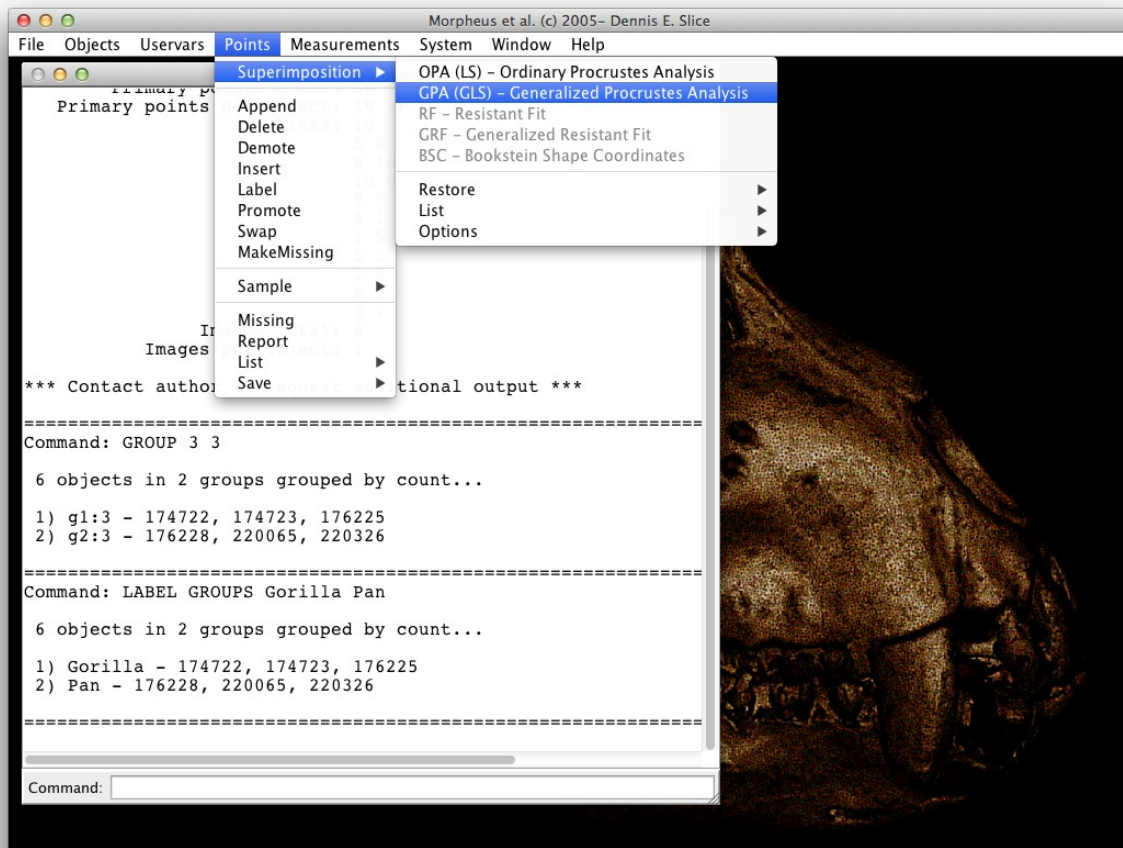 Morpheus et al. (c) 2005– Dennis E. Slice
File Objects Uservars Points Measurements System Window Help
Superimposition
Append
Delete
Demote
Insert
Label
Promote
Swap
MakeMissing
Sample
Missing
Report
List
Save
OPA (LS) – Ordinary Procrustes Analysis
GPA (GLS) – Generalized Procrustes Analysis
RF – Resistant Fit
GRF – Generalized Resistant Fit
BSC – Bookstein Shape Coordinates
Restore
List
Options
Primary points
Images
*** Contact author tional output ***
Command: GROUP 3 3
6 objects in 2 groups grouped by count...
1) g1:3 - 174722, 174723, 176225
2) g2:3 - 176228, 220065, 220326
Command: LABEL GROUPS Gorilla Pan
6 objects in 2 groups grouped by count...
1) Gorilla - 174722, 174723, 176225
2) Pan - 176228, 220065, 220326
Command: